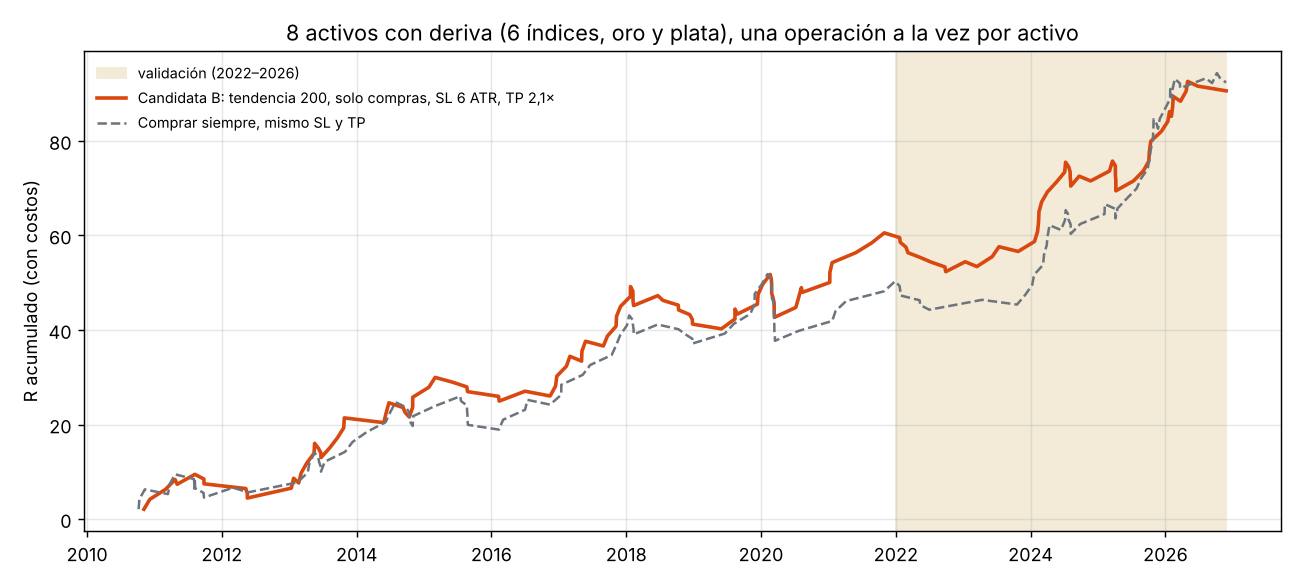 8 activos con deriva (6 índices, oro y plata), una operación a la vez por activo
validación (2022–2026)
Candidata B: tendencia 200, solo compras, SL 6 ATR, TP 2,1×
Comprar siempre, mismo SL y TP
R acumulado (con costos)
80
60
40
20
0
2010 2012 2014 2016 2018 2020 2022 2024 2026